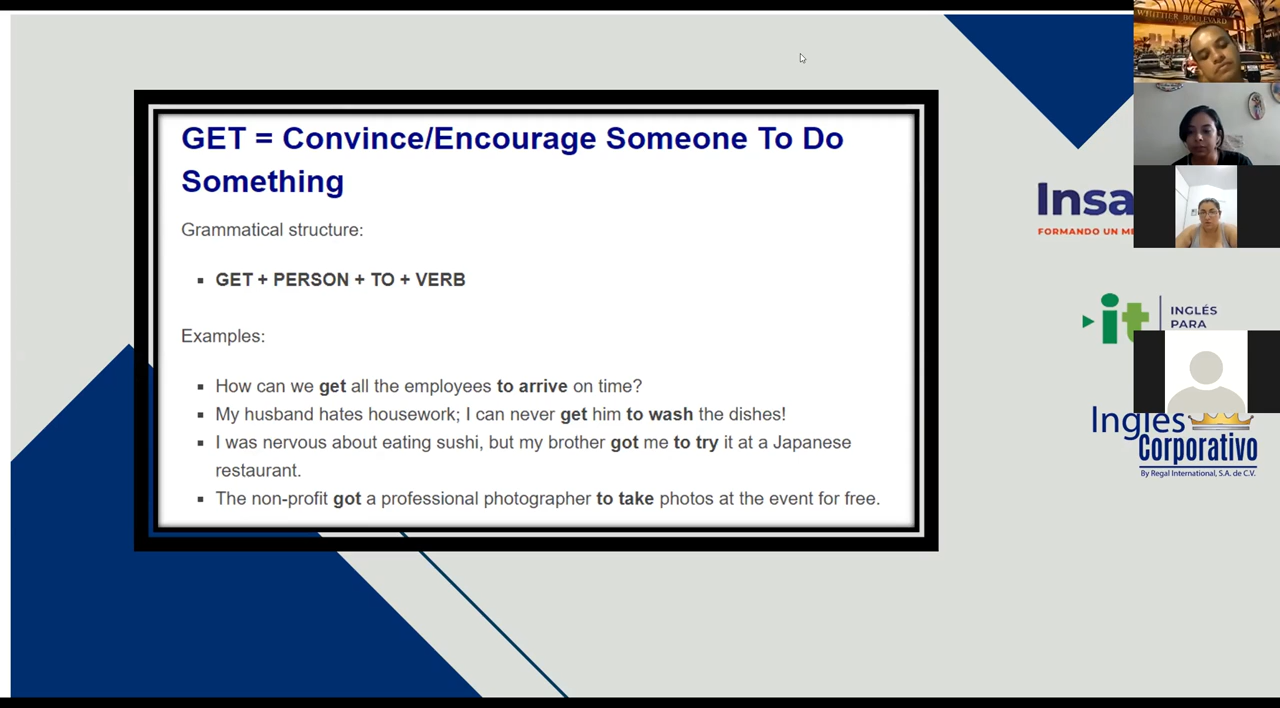 GET = Convince/Encourage Someone To Do
Something
Grammatical structure:
▪ GET + PERSON + TO + VERB
Examples:
▪ How can we get all the employees to arrive on time?
▪ My husband hates housework; I can never get him to wash the dishes!
▪ I was nervous about eating sushi, but my brother got me to try it at a Japanese
restaurant.
▪ The non-profit got a professional photographer to take photos at the event for free.
WHITTIER BOULEVARD
Insa
FORMANDO UN ME
it
INGLÉS
PARA
Inglés
Corporativo
By Regal International, S.A. de C.V.